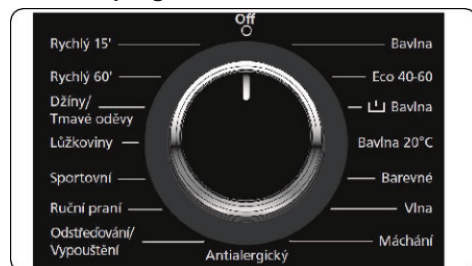 Off
Rychlý 15'
Rychlý 60'
Džíny/
Tmavé oděvy
Lůžkoviny
Sportovní
Ruční praní
Odstřeďování/
Vypouštění
Antialergický
Bavlna
Eco 40-60
Bavlna
Bavlna 20°C
Barevné
Vlna
Máchání